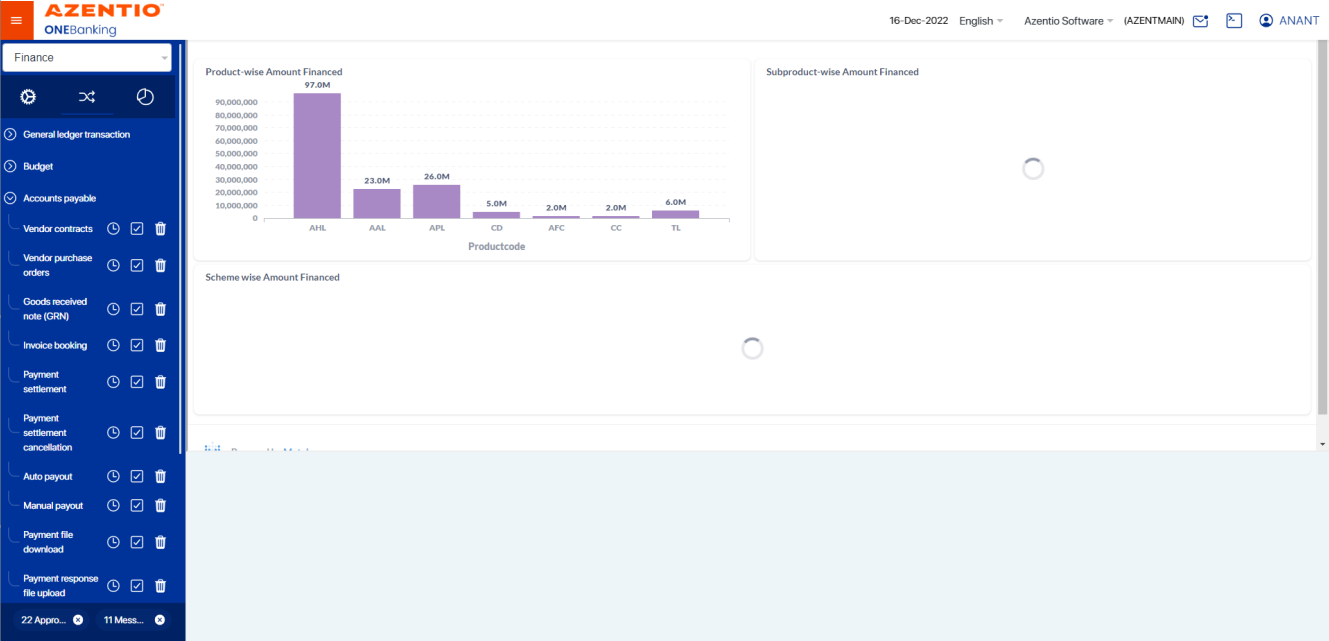 AZENTIO
ONEBanking
16-Dec-2022 English Azentio Software (AZENTMAIN) ANANT
Finance
General ledger transaction
Budget
Accounts payable
Vendor contracts
Vendor purchase
orders
Goods received
note (GRN)
Invoice booking
Payment
settlement
Payment
settlement
cancellation
Auto payout
Manual payout
Payment file
download
Payment response
file upload
22 Appro... 11 Mess...
Product-wise Amount Financed
97.0M
90,000,000
80,000,000
70,000,000
60,000,000
50,000,000
40,000,000
30,000,000
20,000,000
10,000,000
0
23.0M
26.0M
5.0M
2.0M
2.0M
6.0M
AHL AAL APL CD AFC CC TL
Productcode
Subproduct-wise Amount Financed
Scheme wise Amount Financed